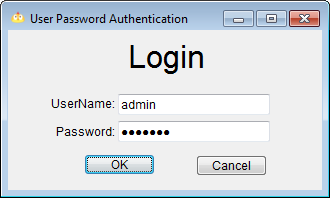 User Password Authentication
Login
UserName: admin
Password: •••••••
OK Cancel